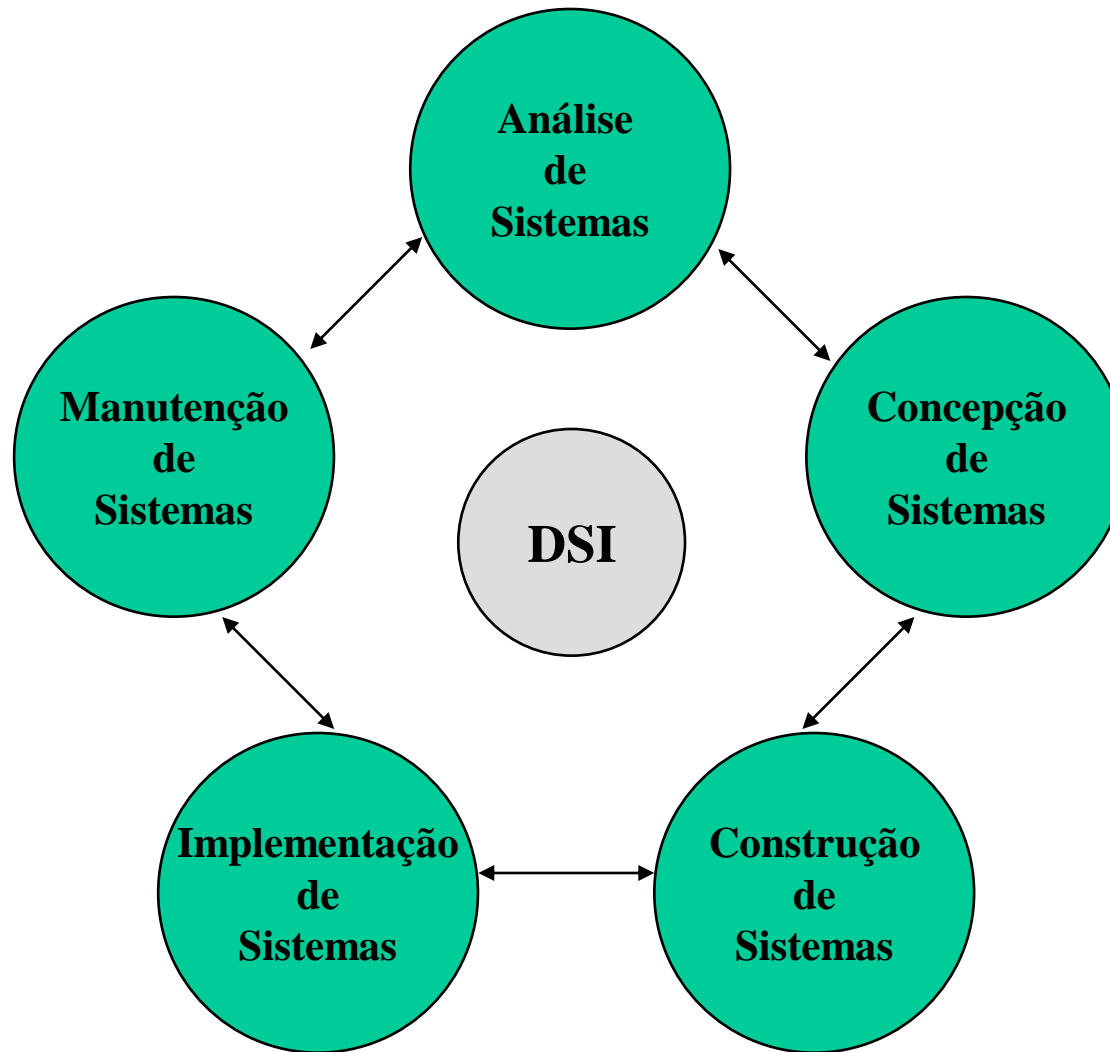 Análise
de
Sistemas
Manutenção
de
Sistemas
Concepção
de
Sistemas
DSI
Implementação
de
Sistemas
Construção
de
Sistemas